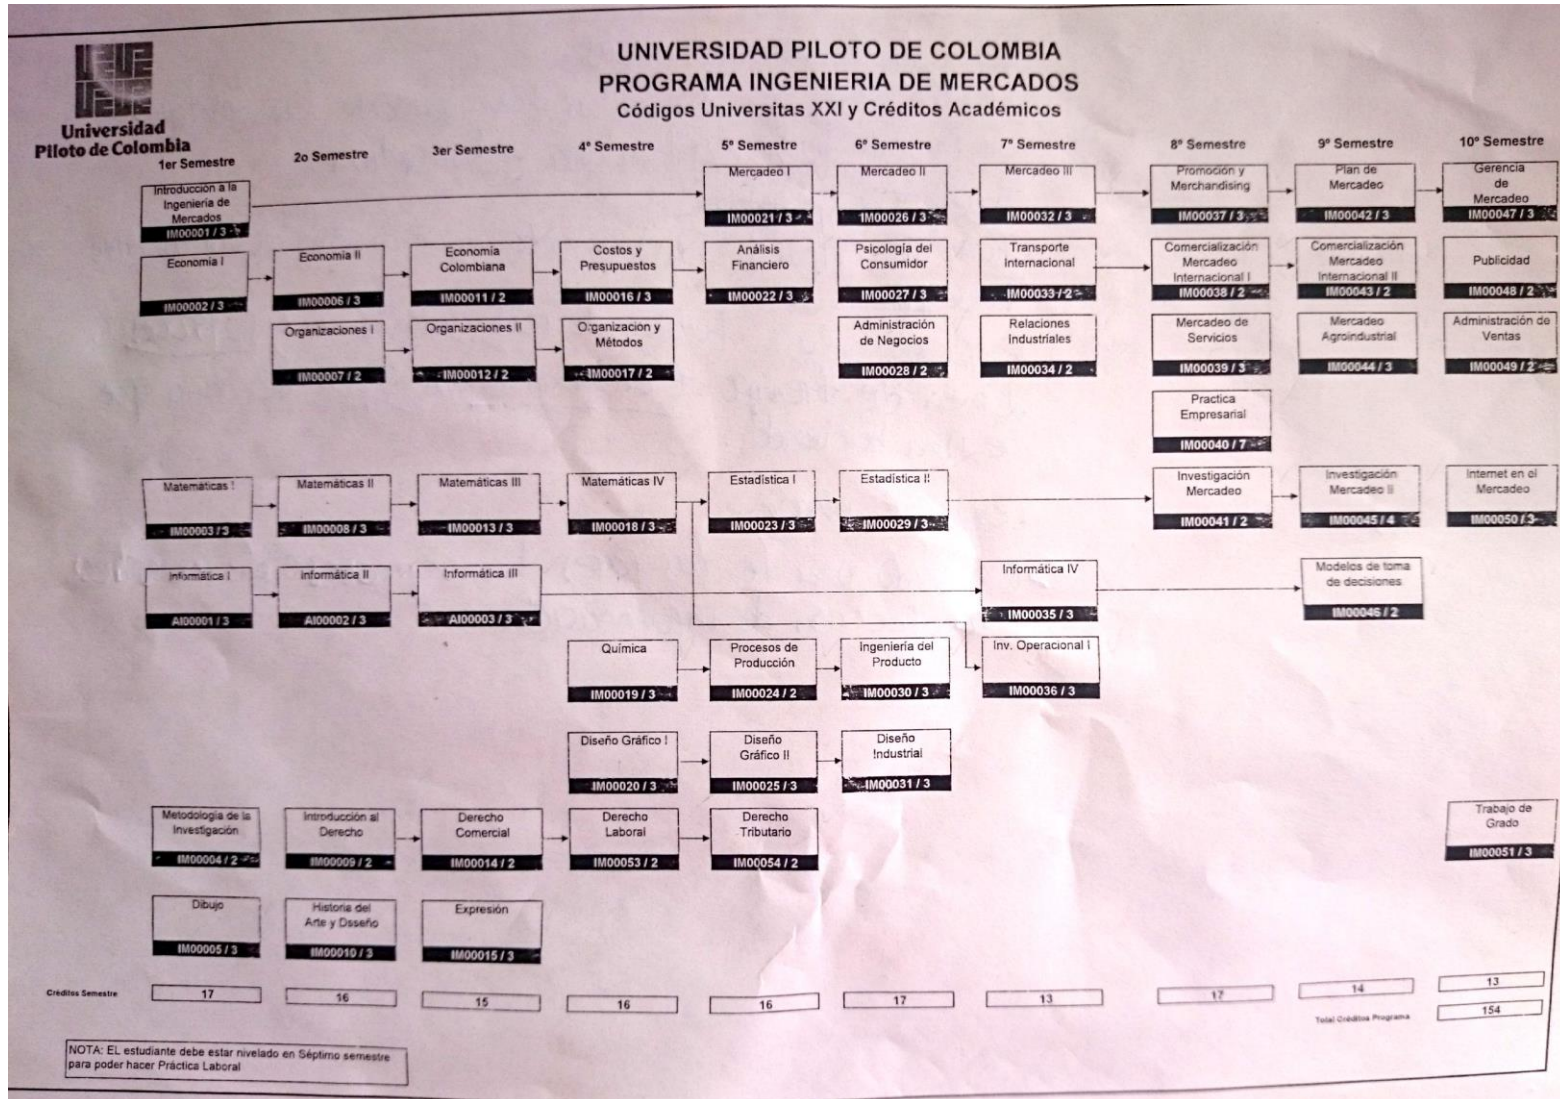 UNIVERSIDAD PILOTO DE COLOMBIA
PROGRAMA INGENIERIA DE MERCADOS
Códigos Universitas XXI y Créditos Académicos
Universidad
Piloto de Colombia
1er Semestre
2o Semestre
3er Semestre
4º Semestre
5º Semestre
6º Semestre
7º Semestre
8º Semestre
9º Semestre
10º Semestre
Introducción a la
Ingeniería de
Mercados
IM00001 / 3
Mercadeo I
IM00021 / 3
Mercadeo II
1M00026 / 3
Mercadeo III
IM00032 / 3
Promoción y
Merchandising
IM00037 / 3
Plan de
Mercadeo
IM00042 / 3
Gerencia
de
Mercadeo
IM00047 / 3
Economia I
IM00002 / 3
Economia II
IM00006 / 3
Economia
Colombiana
IM00011 / 2
Costos y
Presupuestos
IM00016 / 3
Análisis
Financiero
IM00022 / 3
Psicología del
Consumidor
IM00027 / 3
Transporte
Internacional
IM00033 / 2
Comercialización
Mercadeo
Internacional I
IM00038 / 2
Comercialización
Mercadeo
Internacional II
IM00043 / 2
Publicidad
IM00048 / 2
Organizaciones I
IM00007 / 2
Organizaciones II
IM00012 / 2
Organizacion y
Métodos
IM00017 / 2
Administración
de Negocios
IM00028 / 2
Relaciones
Industriales
IM00034 / 2
Mercadeo de
Servicios
IM00039 / 3
Mercadeo
Agroindustrial
IM00044 / 3
Administración de
Ventas
IM00049 / 2
Practica
Empresarial
IM00040 / 7
Matemáticas I
IM00003 / 3
Matemáticas II
IM00008 / 3
Matemáticas III
IM00013 / 3
Matemáticas IV
IM00018 / 3
Estadística I
IM00023 / 3
Estadística II
IM00029 / 3
Investigación
Mercadeo
IM00041 / 2
Investigación
Mercadeo II
IM00045 / 4
Internet en el
Mercadeo
IM00050 / 3
Informática I
AI00001 / 3
Informática II
AI00002 / 3
Informática III
AI00003 / 3
Informática IV
IM00035 / 3
Modelos de toma
de decisiones
IM00046 / 2
Química
IM00019 / 3
Procesos de
Producción
IM00024 / 2
Ingeniería del
Producto
IM00030 / 3
Inv. Operacional I
IM00036 / 3
Diseño Gráfico I
IM00020 / 3
Diseño
Gráfico II
IM00025 / 3
Diseño
Industrial
IM00031 / 3
Metodología de la
Investigación
IM00004 / 2
Introducción al
Derecho
IM00009 / 2
Derecho
Comercial
IM00014 / 2
Derecho
Laboral
IM00053 / 2
Derecho
Tributario
IM00054 / 2
Trabajo de
Grado
IM00051 / 3
Dibujo
IM00005 / 3
Historia del
Arte y Dsseño
IM00010 / 3
Expresión
IM00015 / 3
Créditos Semestre
17
16
15
16
16
17
13
17
14
13
Total Créditos Programa
154
NOTA: EL estudiante debe estar nivelado en Séptimo semestre
para poder hacer Práctica Laboral